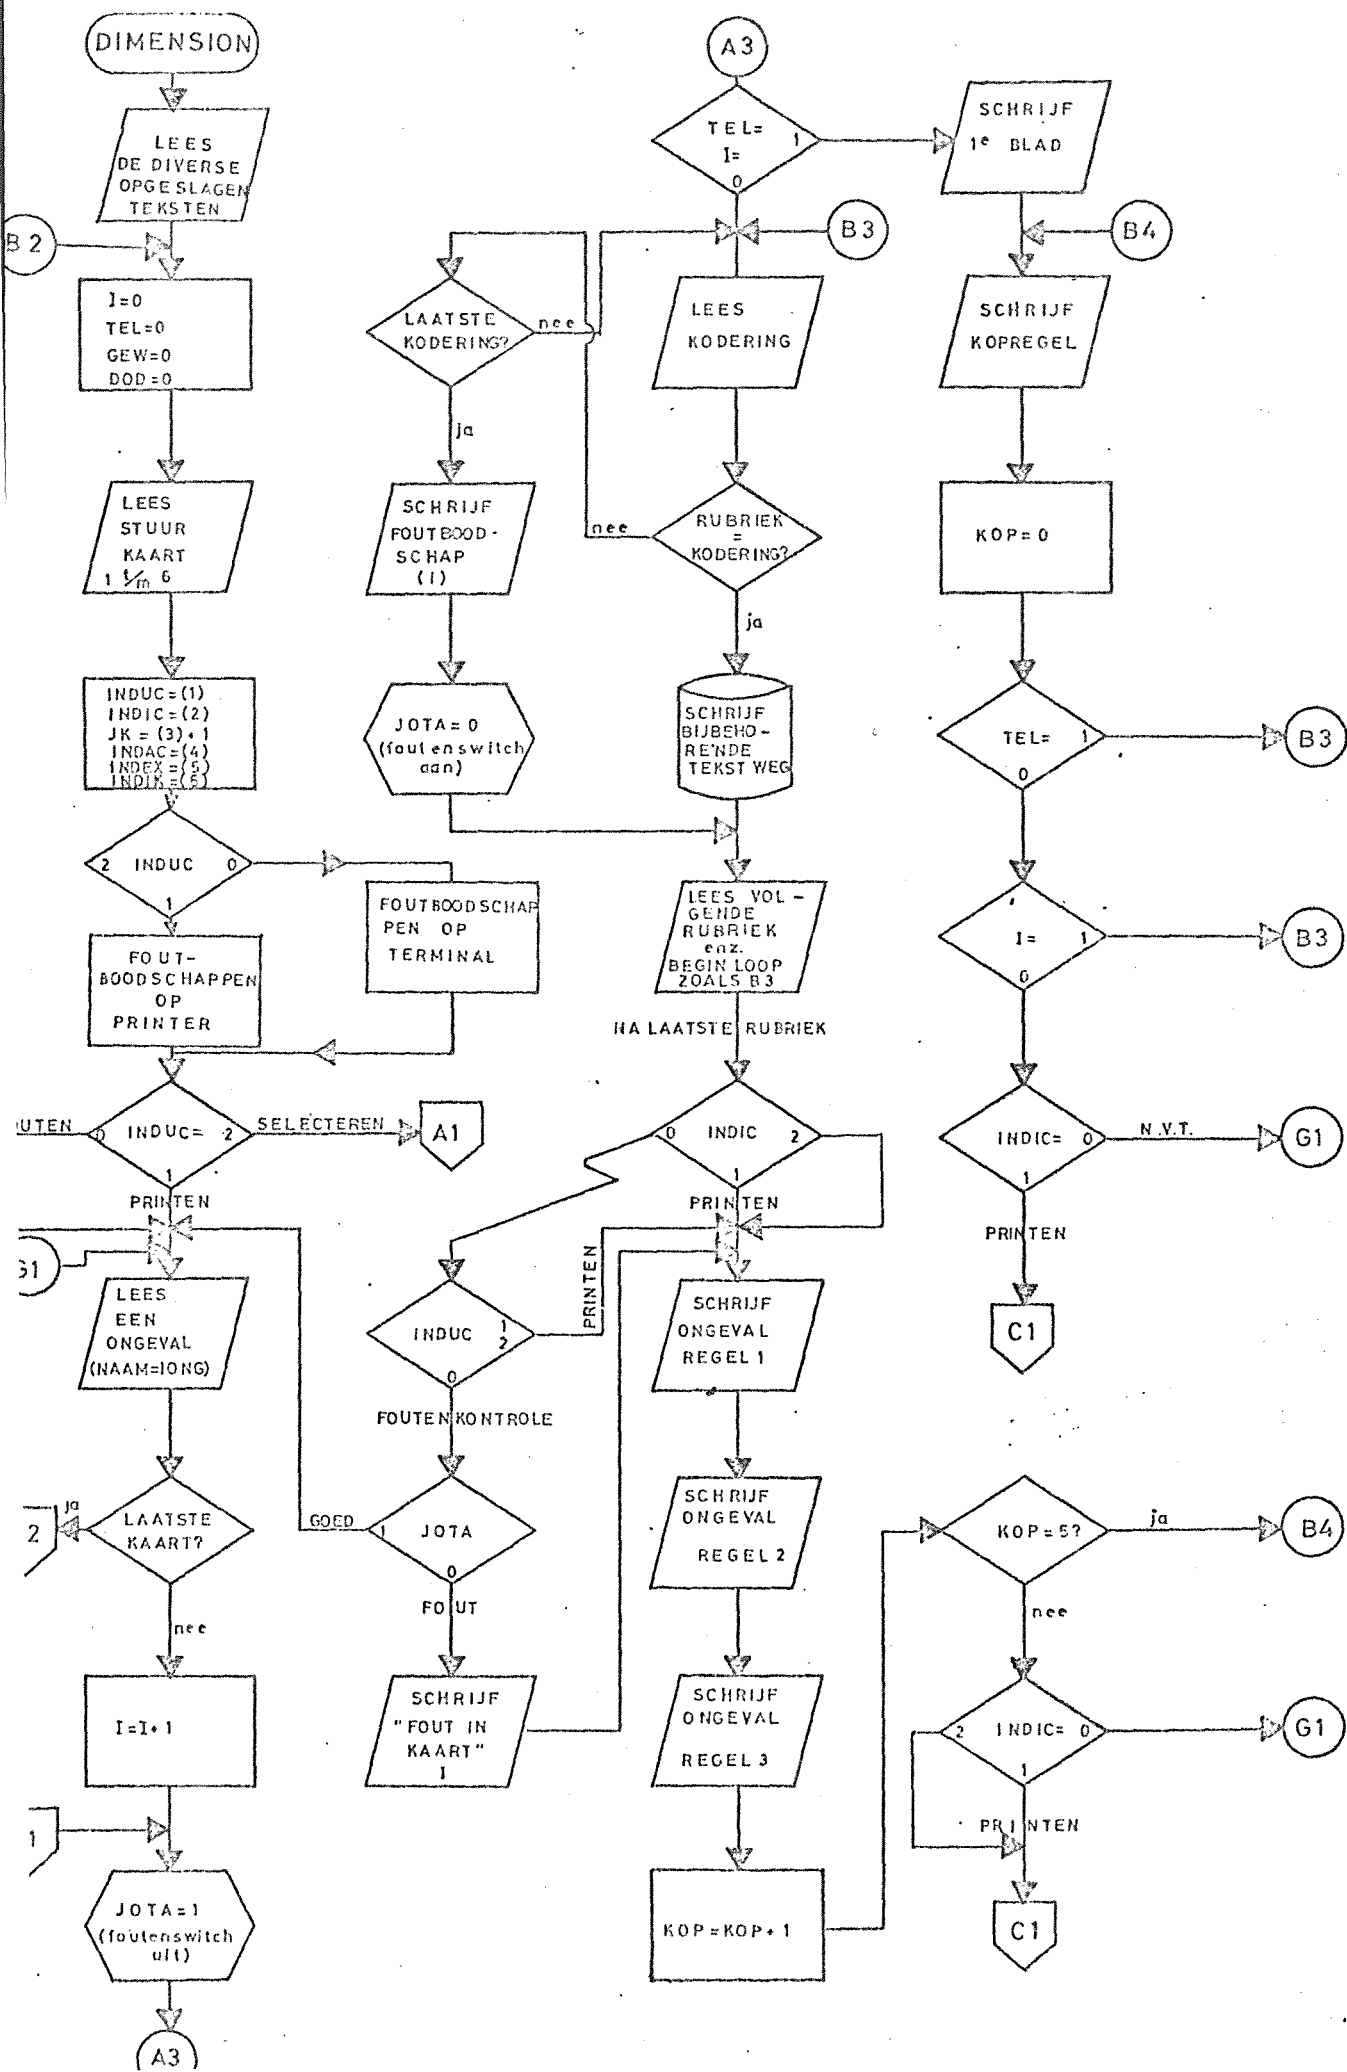 DIMENSION
LEES
DE DIVERSE
OPGESLAGEN
TEKSTEN
B2
I=0
TEL=0
GEW=0
DOD=0
LEES
STUUR
KAART
1 t/m 6
INDUC=(1)
INDIC=(2)
JK=(3)+1
INDAC=(4)
INDEX=(5)
INDIK=(6)
2 INDUC 0
1
FOUT-
BOODSCHAPPEN
OP
PRINTER
FOUTBOODSCHAP
PEN OP
TERMINAL
0 INDUC= 2
1
SELECTEREN
A1
PRINTEN
G1
LEES
EEN
ONGEVAL
(NAAM=IONG)
LAATSTE
KAART?
ja
2
nee
I=I+1
1
JOTA=1
(foutenswitch
uit)
A3
LAATSTE
KODERING?
nee
ja
SCHRIJF
FOUTBOOD-
SCHAP
(I)
JOTA=0
(foutenswitch
aan)
INDUC 1
2
0
PRINTEN
FOUTENKONTROLE
GOED
1 JOTA
0
FOUT
SCHRIJF
"FOUT IN
KAART"
I
A3
TEL=
I= 1
0
B3
LEES
KODERING
RUBRIEK
=
KODERING?
nee
ja
SCHRIJF
BIJBEHO-
RENDE
TEKST WEG
LEES VOL-
GENDE
RUBRIEK
enz.
BEGIN LOOP
ZOALS B3
NA LAATSTE RUBRIEK
0 INDIC 2
1
PRINTEN
SCHRIJF
ONGEVAL
REGEL 1
SCHRIJF
ONGEVAL
REGEL 2
SCHRIJF
ONGEVAL
REGEL 3
KOP=KOP+1
SCHRIJF
1e BLAD
B4
SCHRIJF
KOPREGEL
KOP=0
TEL= 1
0
B3
I= 1
0
B3
INDIC= 0
1
N.V.T.
G1
PRINTEN
C1
KOP=5?
ja
B4
nee
2 INDIC= 0
1
G1
PRINTEN
C1